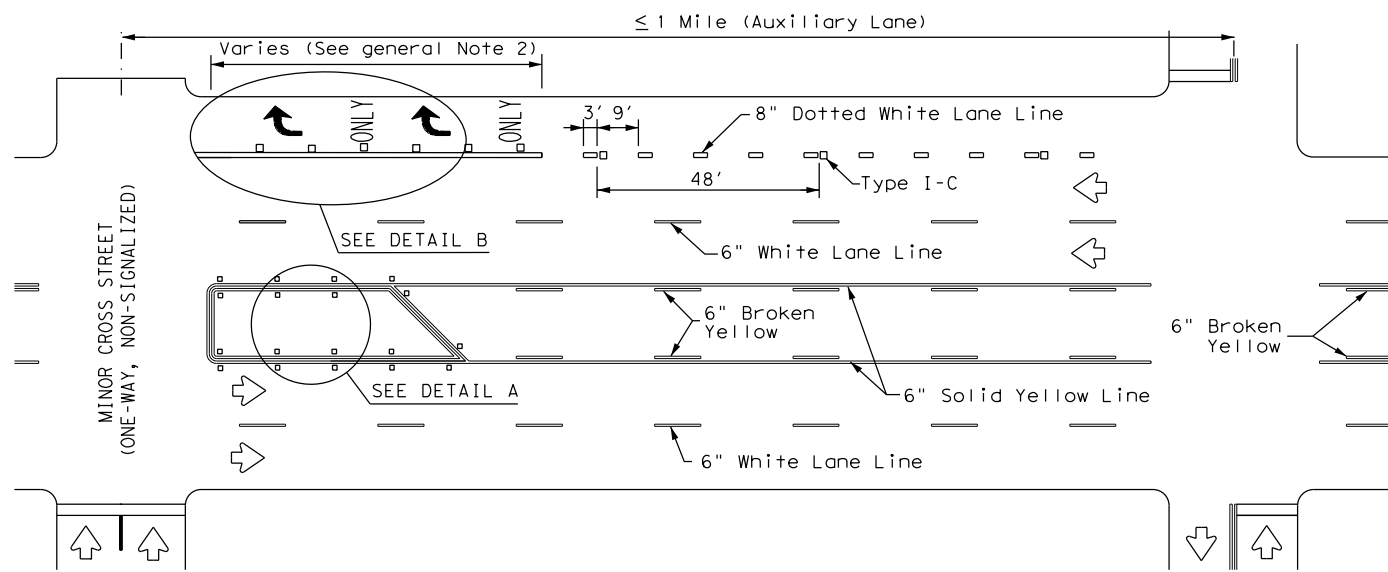 ≤ 1 Mile (Auxiliary Lane)
Varies (See general Note 2)
ONLY
ONLY
3' 9'
8" Dotted White Lane Line
48'
Type I-C
SEE DETAIL B
6" White Lane Line
MINOR CROSS STREET
(ONE-WAY, NON-SIGNALIZED)
6" Broken
Yellow
6" Broken
Yellow
SEE DETAIL A
6" Solid Yellow Line
6" White Lane Line